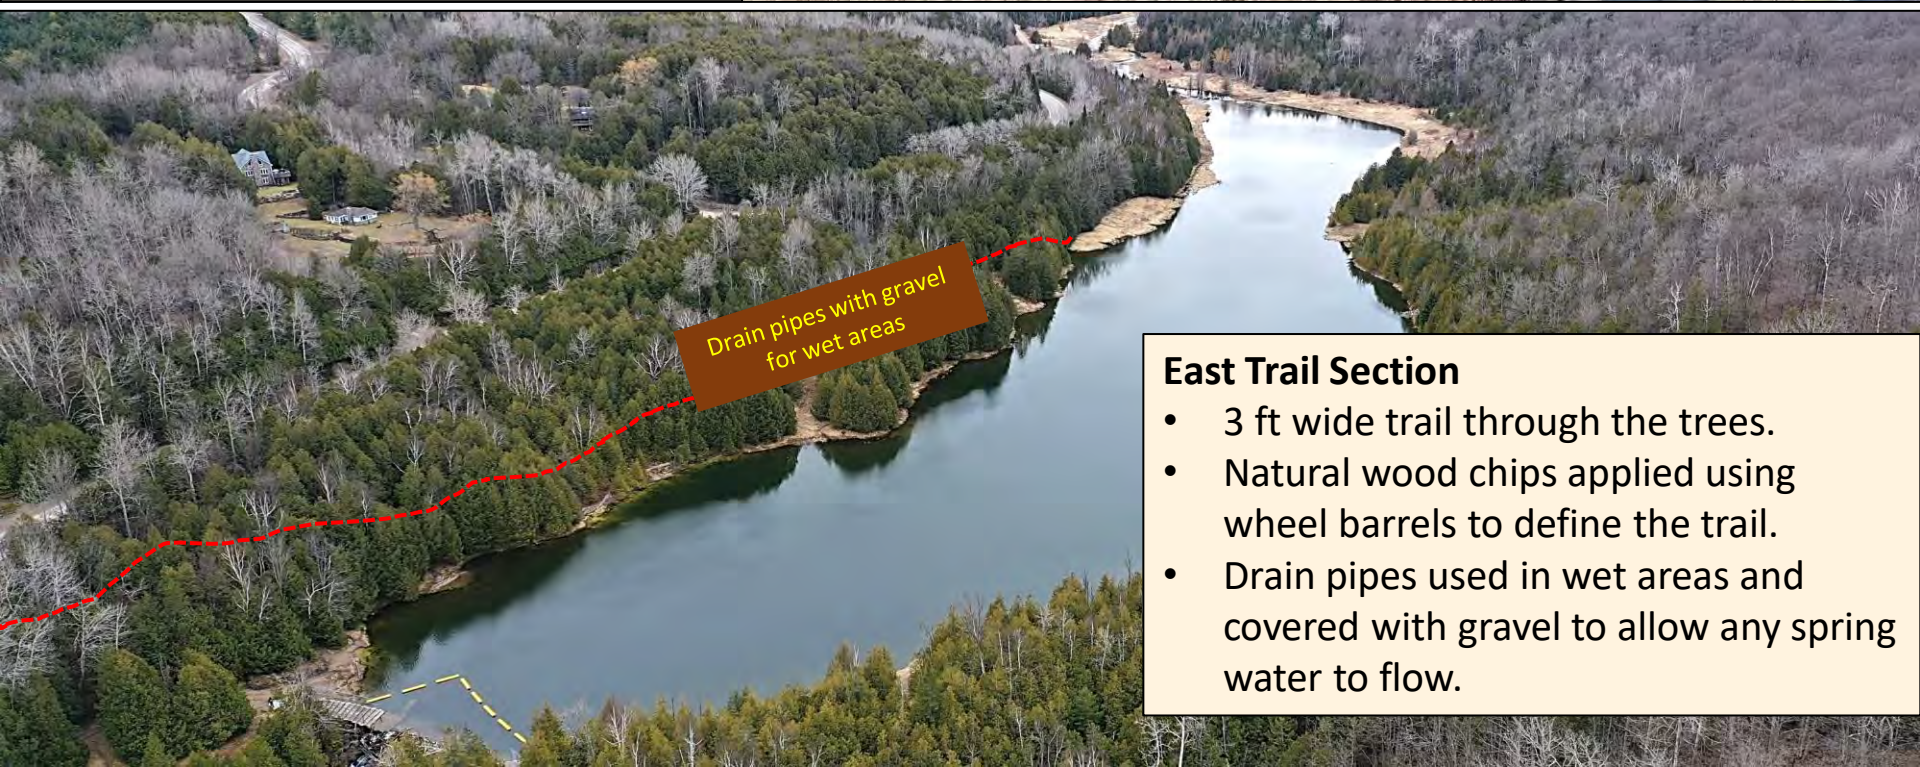 Drain pipes with gravel
for wet areas
East Trail Section
• 3 ft wide trail through the trees.
• Natural wood chips applied using
wheel barrels to define the trail.
• Drain pipes used in wet areas and
covered with gravel to allow any spring
water to flow.